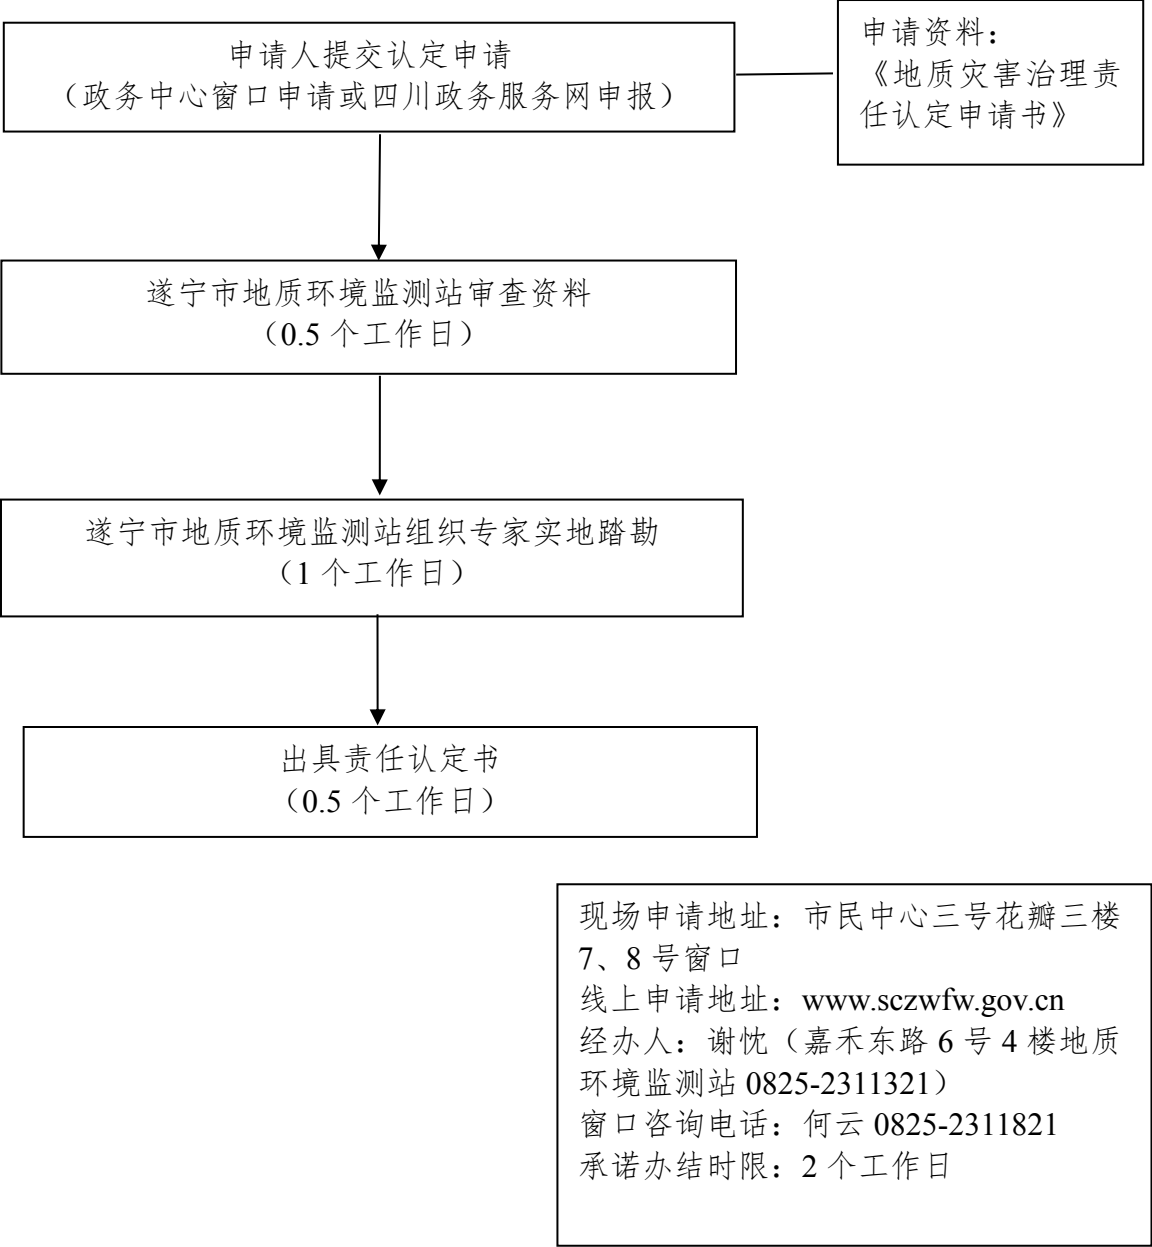 申请人提交认定申请
（政务中心窗口申请或四川政务服务网申报）
申请资料：
《地质灾害治理责
任认定申请书》
遂宁市地质环境监测站审查资料
（0.5 个工作日）
遂宁市地质环境监测站组织专家实地踏勘
（1 个工作日）
出具责任认定书
（0.5 个工作日）
现场申请地址：市民中心三号花瓣三楼
7、8 号窗口
线上申请地址：www.sczwfw.gov.cn
经办人：谢忱（嘉禾东路 6 号 4 楼地质
环境监测站 0825-2311321）
窗口咨询电话：何云 0825-2311821
承诺办结时限：2 个工作日